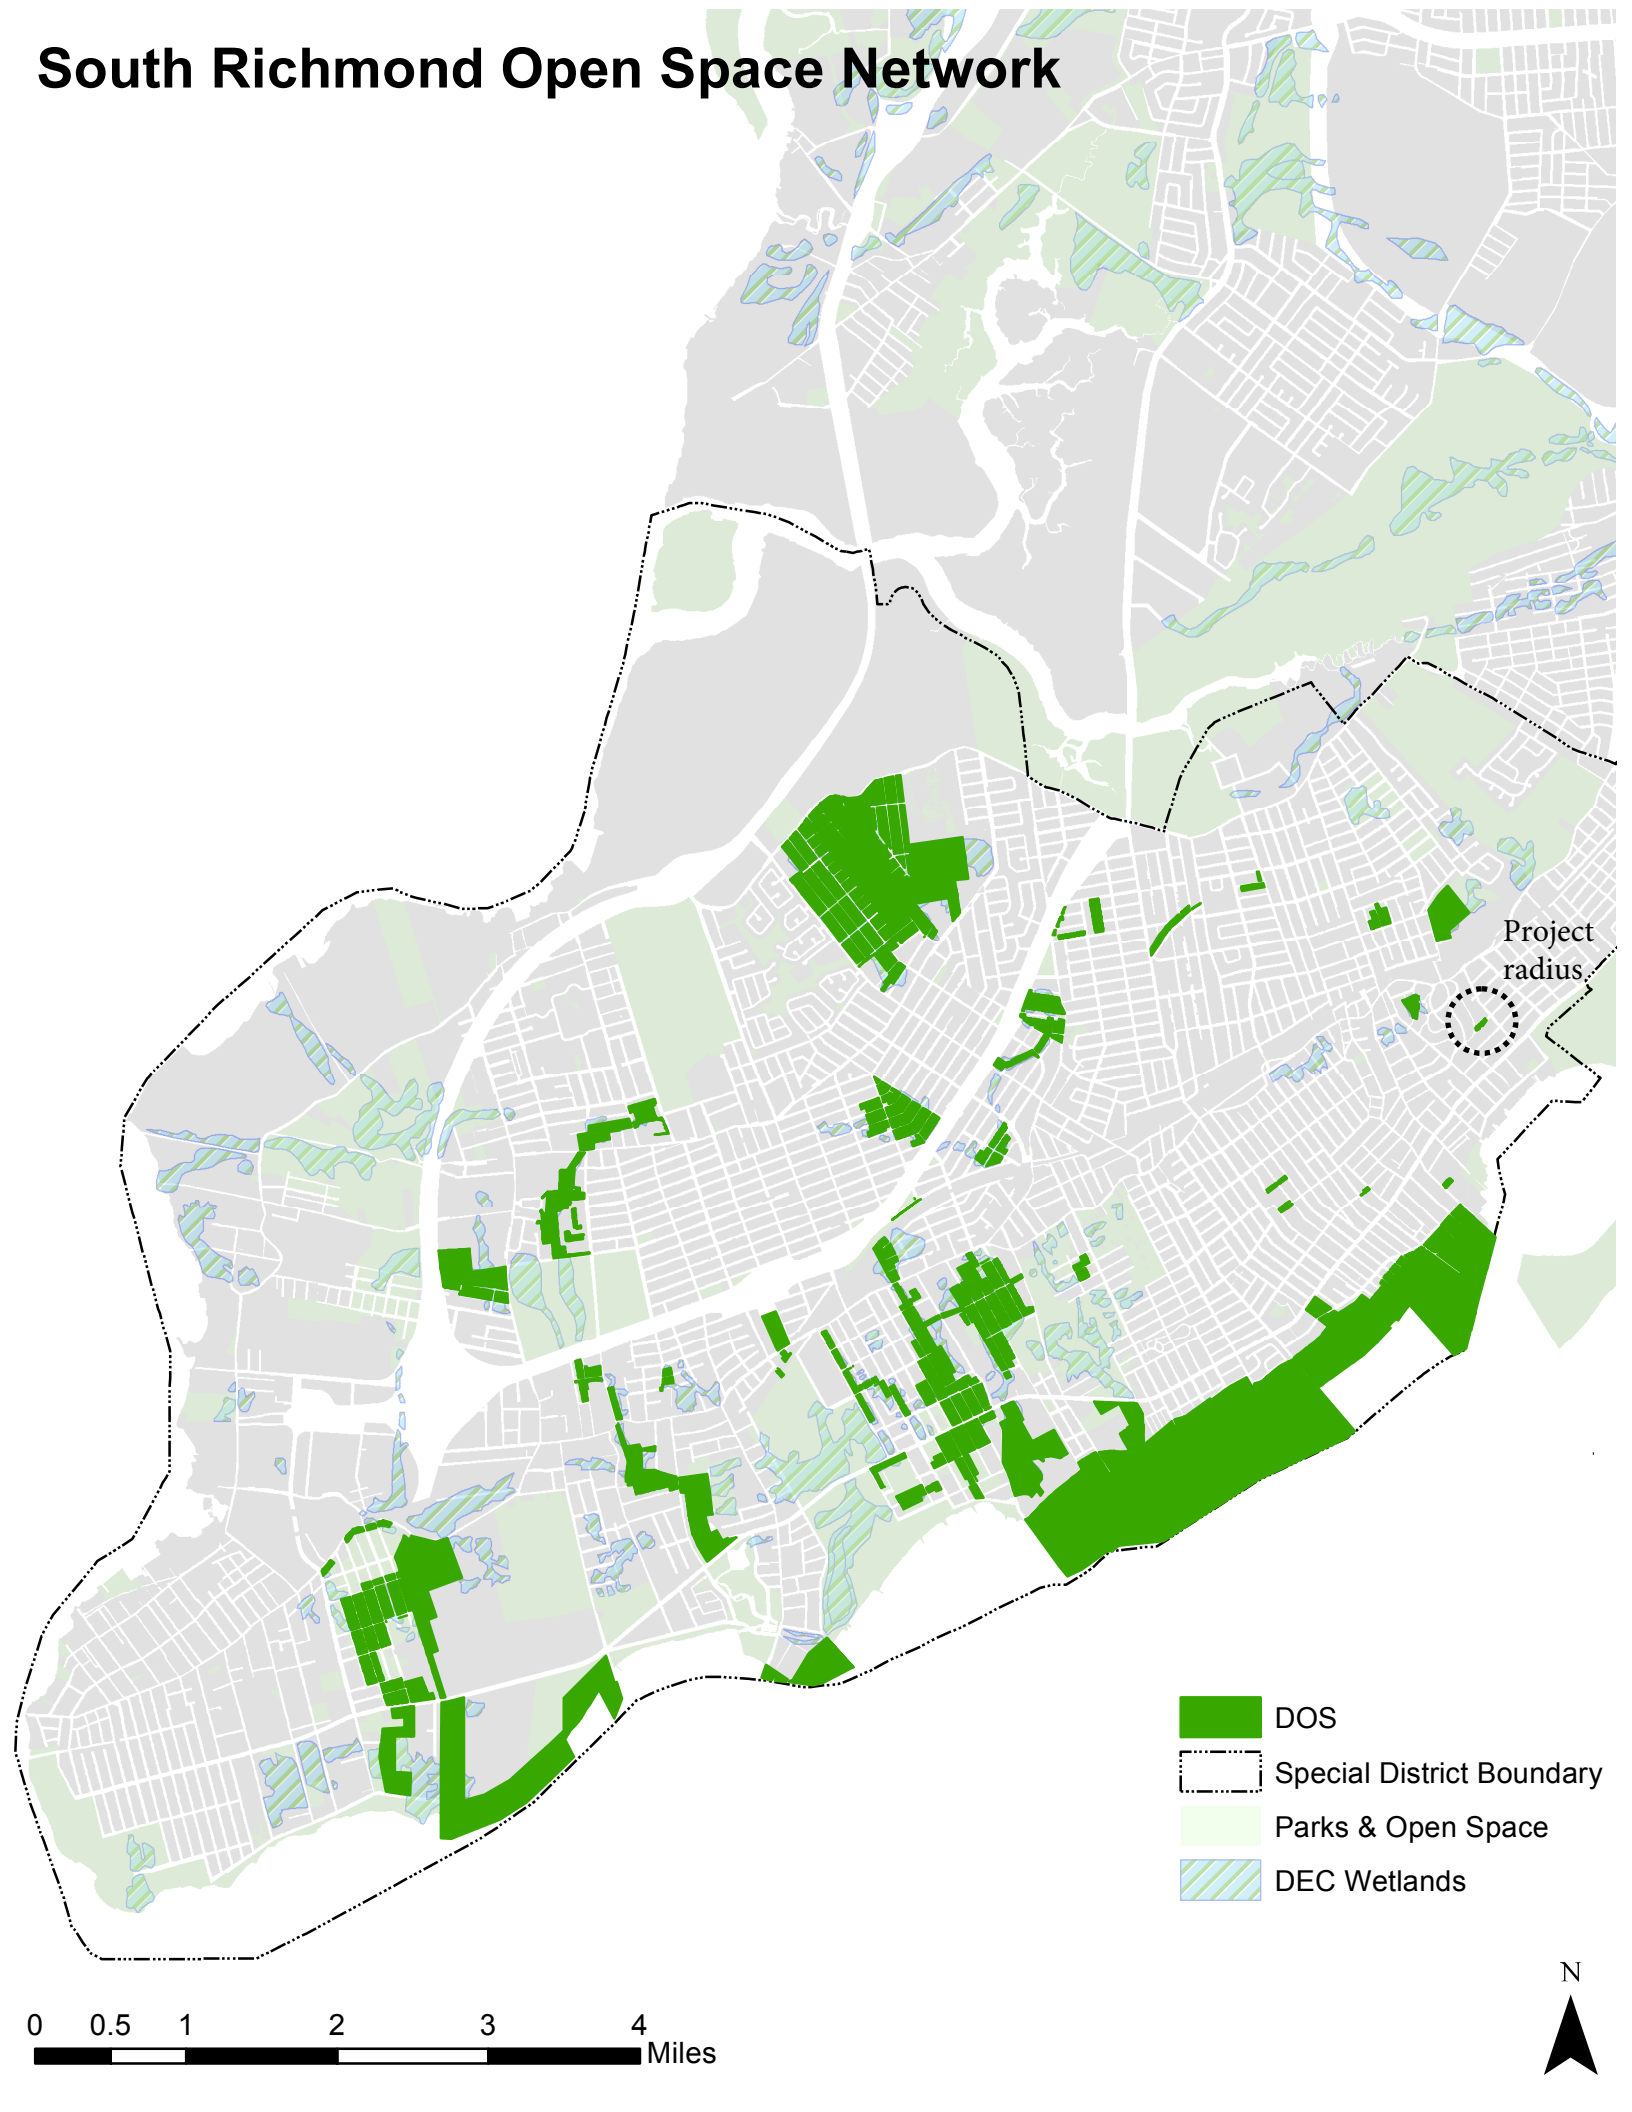 South Richmond Open Space Network
Project
radius
DOS
Special District Boundary
Parks & Open Space
DEC Wetlands
N
0 0.5 1 2 3 4
Miles